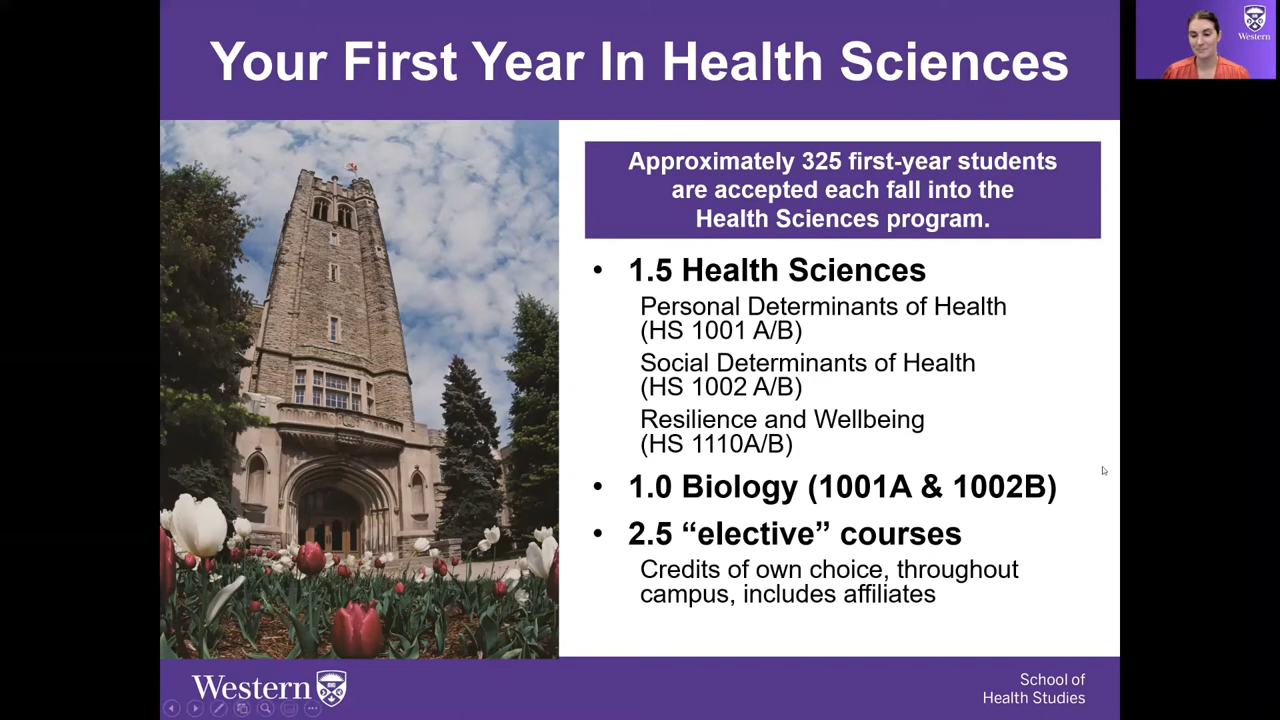 Your First Year In Health Sciences
Western
Approximately 325 first-year students
are accepted each fall into the
Health Sciences program.
• 1.5 Health Sciences
Personal Determinants of Health
(HS 1001 A/B)
Social Determinants of Health
(HS 1002 A/B)
Resilience and Wellbeing
(HS 1110A/B)
• 1.0 Biology (1001A & 1002B)
• 2.5 “elective” courses
Credits of own choice, throughout
campus, includes affiliates
Western
School of
Health Studies